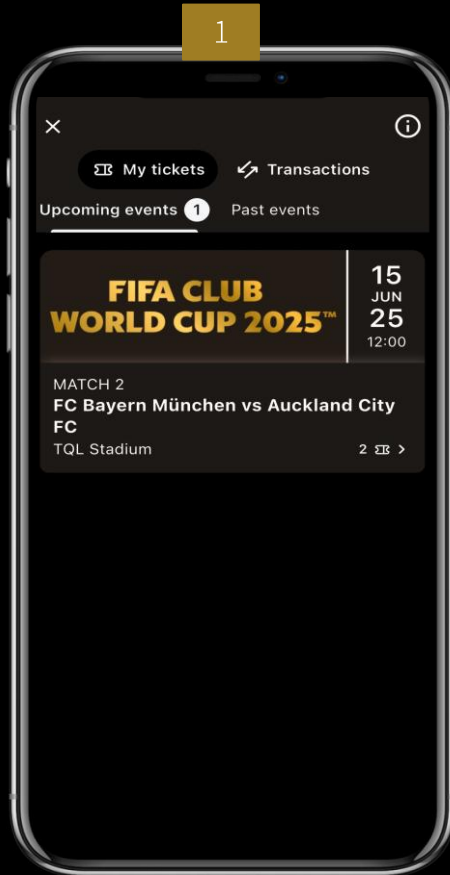 1
My tickets
Transactions
Upcoming events 1
Past events
FIFA CLUB
WORLD CUP 2025™
15
JUN
25
12:00
MATCH 2
FC Bayern München vs Auckland City
FC
TQL Stadium
2